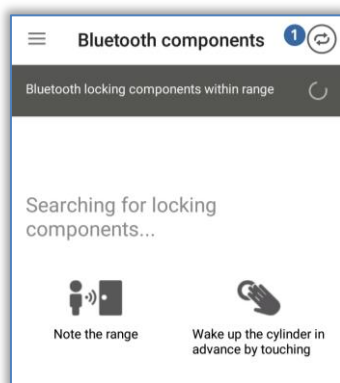 Bluetooth components
1
Bluetooth locking components within range
Searching for locking
components...
Note the range
Wake up the cylinder in
advance by touching